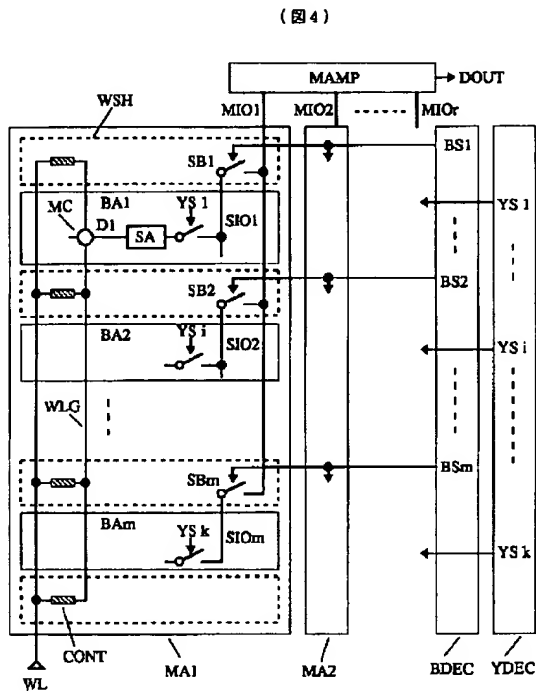 (図4)
MAMP
DOUT
WSH
MIO1
MIO2
MIOr
SB1
BS1
BA1
YS 1
MC
D1
SA
SIO1
YS 1
SB2
BS2
BA2
YS i
SIO2
YS i
WLG
SBm
BSm
BAm
YS k
SIOm
YS k
CONT
WL
MA1
MA2
BDEC
YDEC